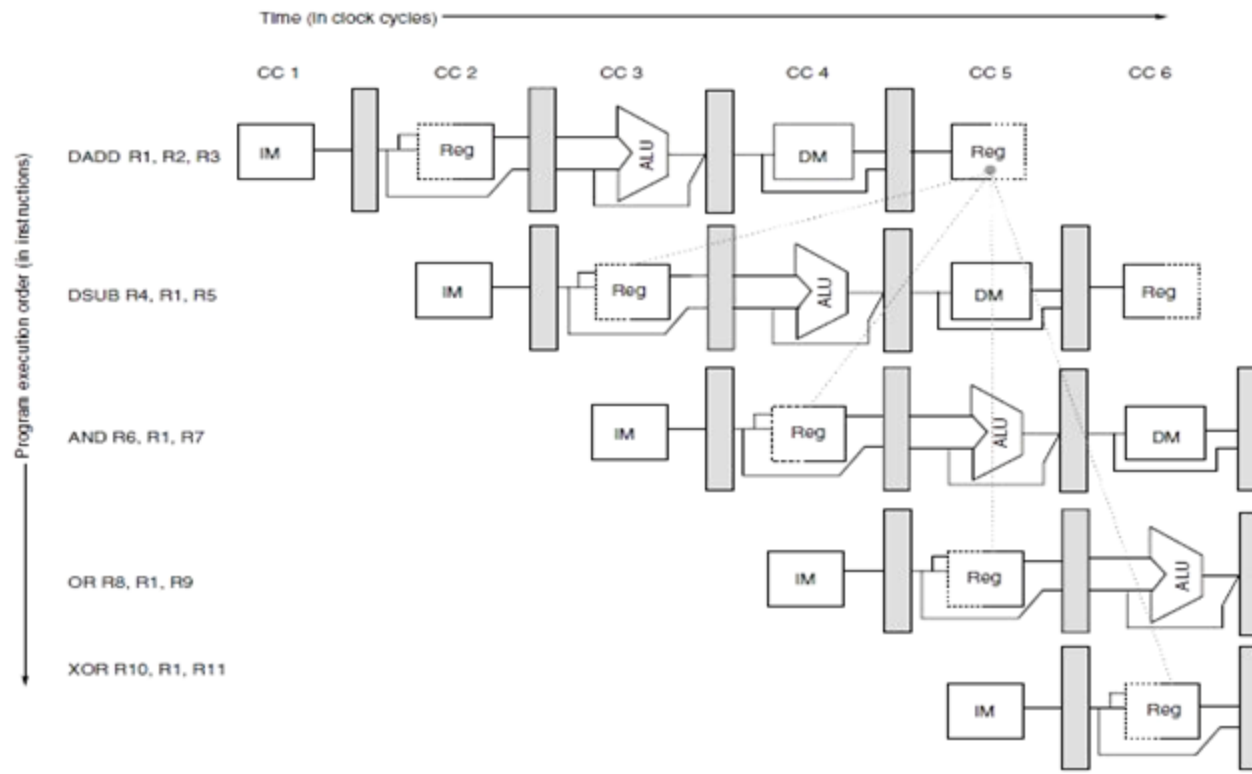 Time (in clock cycles)
CC 1 CC 2 CC 3 CC 4 CC 5 CC 6
Program execution order (in instructions)
DADD R1, R2, R3
IM Reg ALU DM Reg
DSUB R4, R1, R5
IM Reg ALU DM Reg
AND R6, R1, R7
IM Reg ALU DM
OR R8, R1, R9
IM Reg ALU
XOR R10, R1, R11
IM Reg